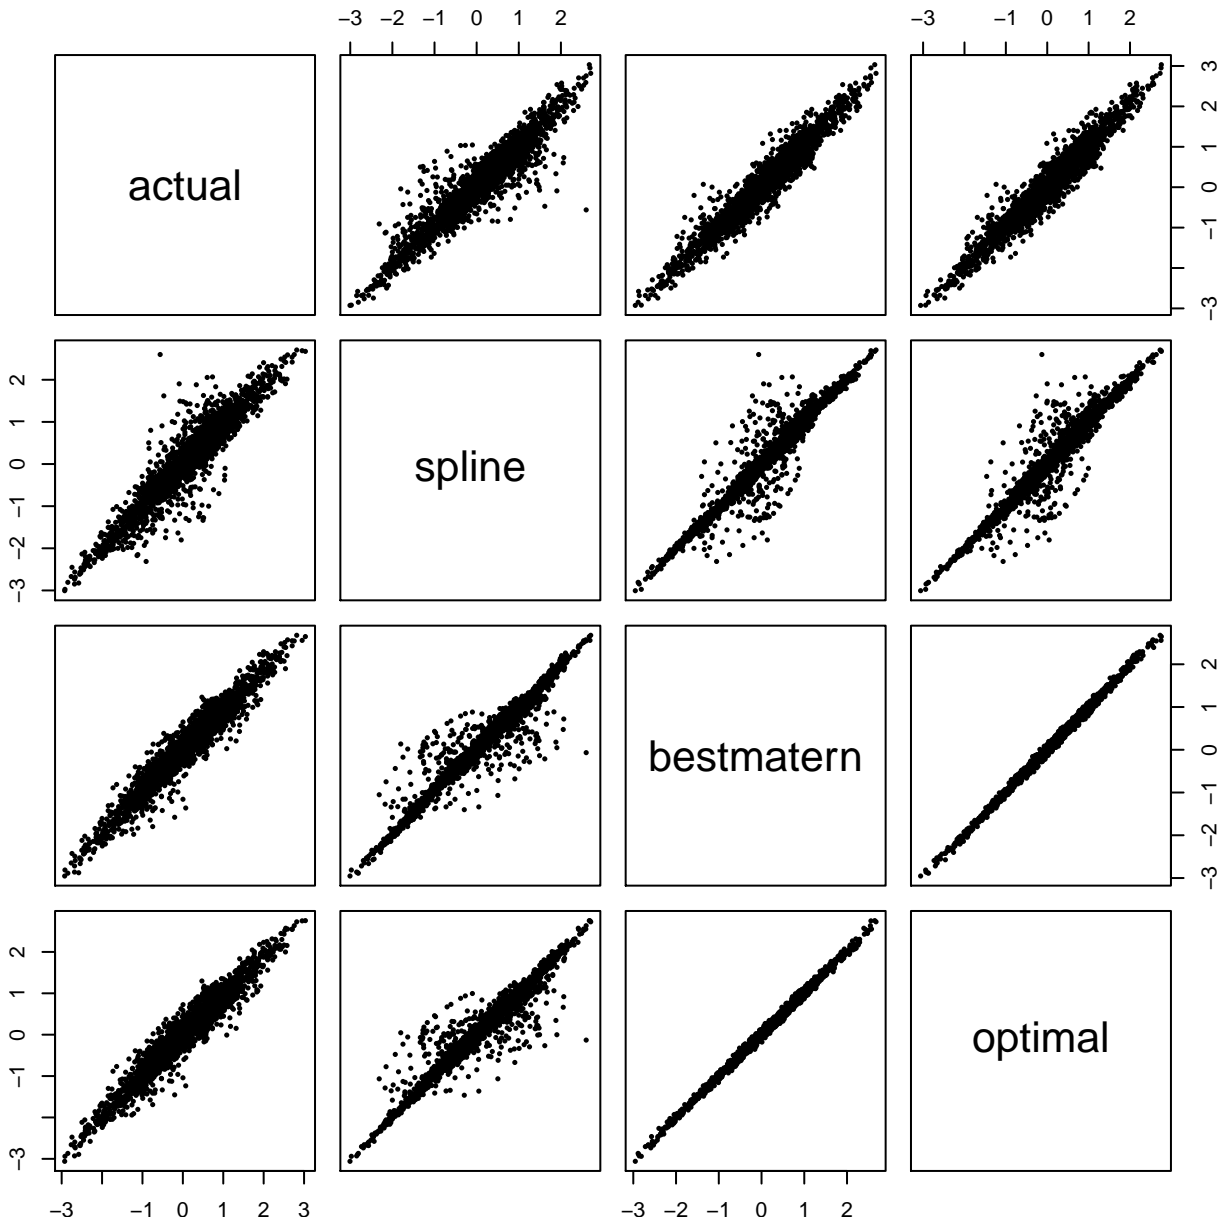 −3 −2 −1 0 1 2 −3 −1 0 1 2
actual
−3 −1 0 1 2 3
−3 −2 −1 0 1 2
spline
bestmatern
−3 −2 −1 0 1 2
−3 −1 0 1 2
optimal
−3 −1 0 1 2 3 −3 −2 −1 0 1 2